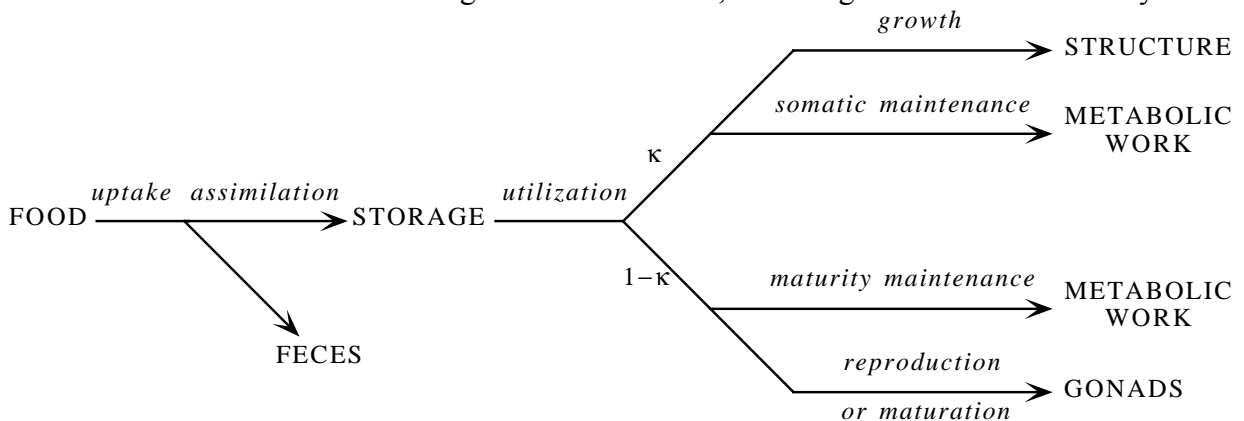 growth
STRUCTURE
somatic maintenance
METABOLIC
WORK
κ
uptake assimilation
utilization
FOOD
STORAGE
1−κ
maturity maintenance
METABOLIC
WORK
FECES
reproduction
GONADS
or maturation